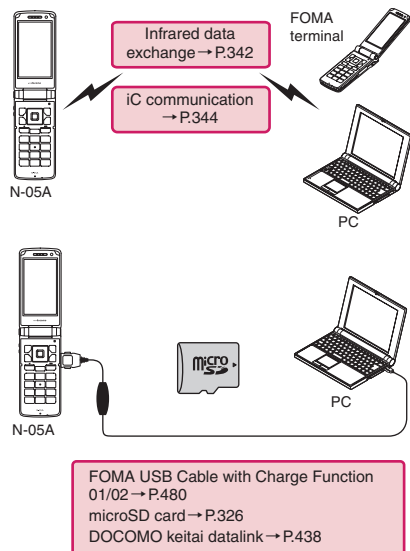 Infrared data
exchange→P.342
FOMA
terminal
iC communication
→P.344
N-05A
PC
Micro
SD
N-05A
PC
FOMA USB Cable with Charge Function
01/02→P.480
microSD card→P.326
DOCOMO keitai datalink→P.438